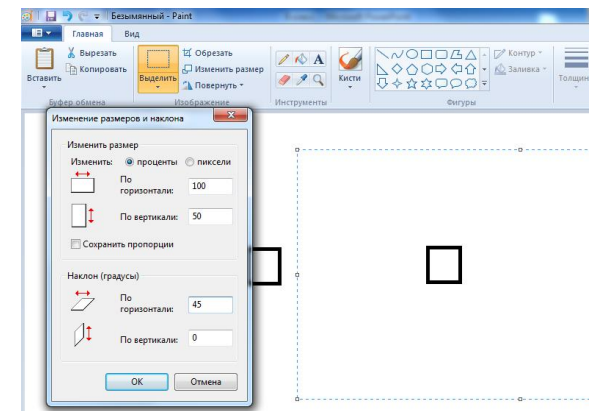 Безымянный - Paint
Главная Вид
Вставить
Вырезать
Копировать
Буфер обмена
Выделить
Обрезать
Изменить размер
Повернуть
Изображение
A
Инструменты
Кисти
Фигуры
Контур
Заливка
Толщин
Изменение размеров и наклона
Изменить размер
Изменить: проценты пиксели
По горизонтали: 100
По вертикали: 50
Сохранить пропорции
Наклон (градусы)
По горизонтали: 45
По вертикали: 0
OK Отмена